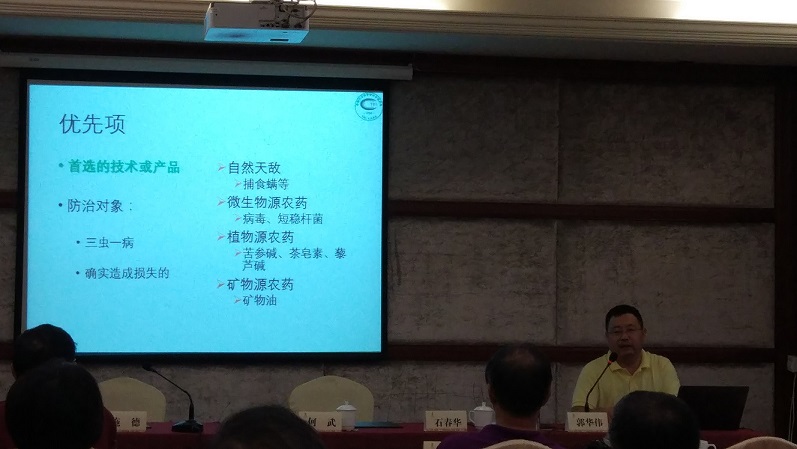 优先项
• 首选的技术或产品
• 防治对象：
• 三虫一病
• 确实造成损失的
➢自然天敌
➢捕食螨等
➢微生物源农药
➢病毒、短稳杆菌
➢植物源农药
➢苦参碱、茶皂素、藜
芦碱
➢矿物源农药
➢矿物油
德
何 武
石春华
郭华伟